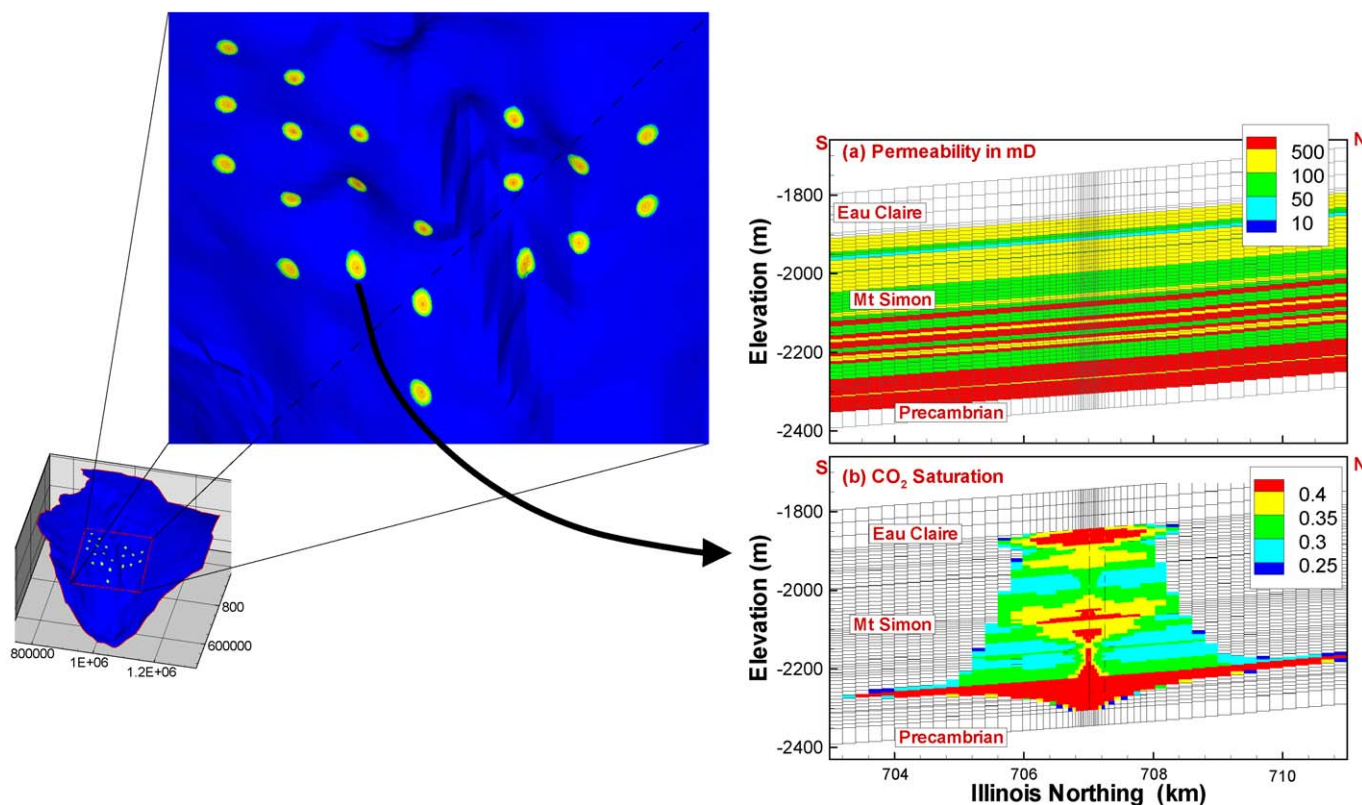 800
600000
800000
1E+06
1.2E+06
S
N
(a) Permeability in mD
500
100
50
10
Elevation (m)
-1800
-2000
-2200
-2400
Eau Claire
Mt Simon
Precambrian
S
N
(b) CO₂ Saturation
0.4
0.35
0.3
0.25
Elevation (m)
-1800
-2000
-2200
-2400
Eau Claire
Mt Simon
Precambrian
704
706
708
710
Illinois Northing (km)